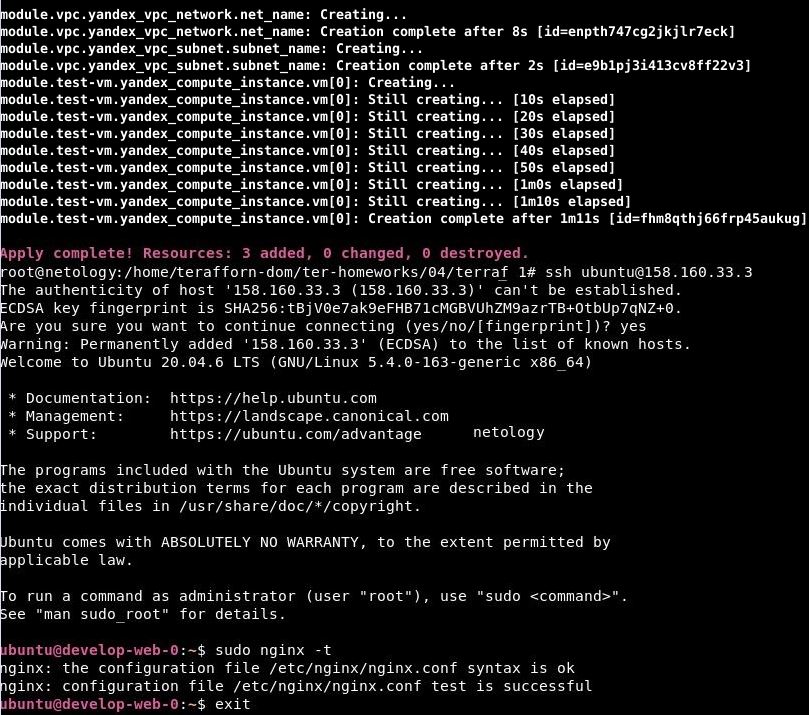 module.vpc.yandex_vpc_network.net_name: Creating...
module.vpc.yandex_vpc_network.net_name: Creation complete after 8s [id=enpth747cg2jkjlr7eck]
module.vpc.yandex_vpc_subnet.subnet_name: Creating...
module.vpc.yandex_vpc_subnet.subnet_name: Creation complete after 2s [id=e9b1pj3i413cv8ff22v3]
module.test-vm.yandex_compute_instance.vm[0]: Creating...
module.test-vm.yandex_compute_instance.vm[0]: Still creating... [10s elapsed]
module.test-vm.yandex_compute_instance.vm[0]: Still creating... [20s elapsed]
module.test-vm.yandex_compute_instance.vm[0]: Still creating... [30s elapsed]
module.test-vm.yandex_compute_instance.vm[0]: Still creating... [40s elapsed]
module.test-vm.yandex_compute_instance.vm[0]: Still creating... [50s elapsed]
module.test-vm.yandex_compute_instance.vm[0]: Still creating... [1m0s elapsed]
module.test-vm.yandex_compute_instance.vm[0]: Still creating... [1m10s elapsed]
module.test-vm.yandex_compute_instance.vm[0]: Creation complete after 1m11s [id=fhm8qthj66frp45aukug]
Apply complete! Resources: 3 added, 0 changed, 0 destroyed.
root@netology:/home/terafforn-dom/ter-homeworks/04/terraf_1# ssh ubuntu@158.160.33.3
The authenticity of host '158.160.33.3 (158.160.33.3)' can't be established.
ECDSA key fingerprint is SHA256:tBjV0e7ak9eFHB71cMGBVUhZM9azrTB+OtbUp7qNZ+0.
Are you sure you want to continue connecting (yes/no/[fingerprint])? yes
Warning: Permanently added '158.160.33.3' (ECDSA) to the list of known hosts.
Welcome to Ubuntu 20.04.6 LTS (GNU/Linux 5.4.0-163-generic x86_64)
* Documentation: https://help.ubuntu.com
* Management: https://landscape.canonical.com
* Support: https://ubuntu.com/advantage netology
The programs included with the Ubuntu system are free software;
the exact distribution terms for each program are described in the
individual files in /usr/share/doc/*/copyright.
Ubuntu comes with ABSOLUTELY NO WARRANTY, to the extent permitted by
applicable law.
To run a command as administrator (user "root"), use "sudo <command>".
See "man sudo_root" for details.
ubuntu@develop-web-0:~$ sudo nginx -t
nginx: the configuration file /etc/nginx/nginx.conf syntax is ok
nginx: configuration file /etc/nginx/nginx.conf test is successful
ubuntu@develop-web-0:~$ exit